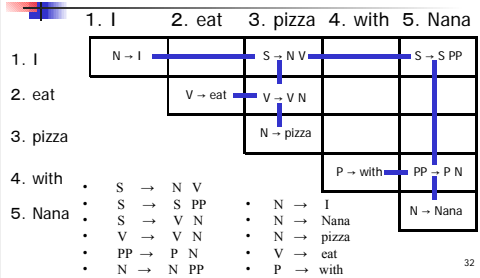 1. I 2. eat 3. pizza 4. with 5. Nana
1. I N → I S → N V S → S PP
2. eat V → eat V → V N
3. pizza N → pizza
4. with P → with PP → P N
5. Nana N → Nana
• S → N V
• S → S PP • N → I
• S → V N • N → Nana
• V → V N • N → pizza
• PP → P N • V → eat
• N → N PP • P → with
32